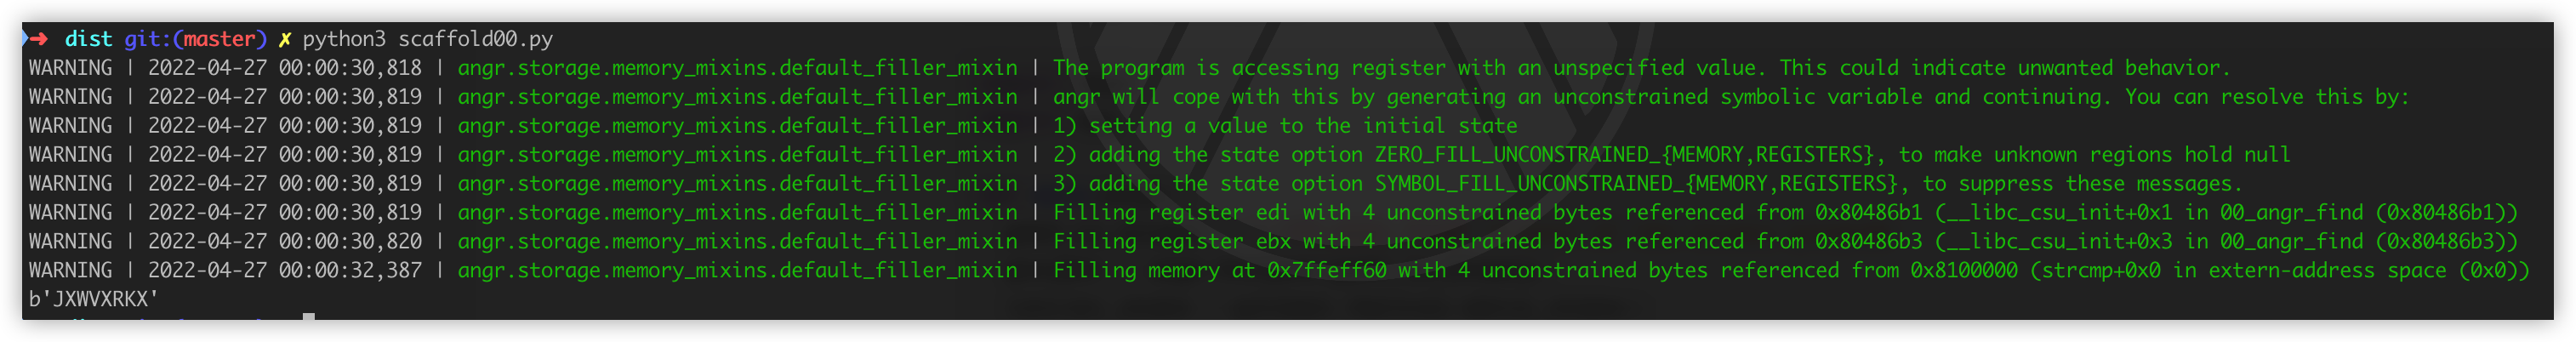 ➜ dist git:(master) ✗ python3 scaffold00.py
WARNING | 2022-04-27 00:00:30,818 | angr.storage.memory_mixins.default_filler_mixin | The program is accessing register with an unspecified value. This could indicate unwanted behavior.
WARNING | 2022-04-27 00:00:30,819 | angr.storage.memory_mixins.default_filler_mixin | angr will cope with this by generating an unconstrained symbolic variable and continuing. You can resolve this by:
WARNING | 2022-04-27 00:00:30,819 | angr.storage.memory_mixins.default_filler_mixin | 1) setting a value to the initial state
WARNING | 2022-04-27 00:00:30,819 | angr.storage.memory_mixins.default_filler_mixin | 2) adding the state option ZERO_FILL_UNCONSTRAINED_{MEMORY,REGISTERS}, to make unknown regions hold null
WARNING | 2022-04-27 00:00:30,819 | angr.storage.memory_mixins.default_filler_mixin | 3) adding the state option SYMBOL_FILL_UNCONSTRAINED_{MEMORY,REGISTERS}, to suppress these messages.
WARNING | 2022-04-27 00:00:30,819 | angr.storage.memory_mixins.default_filler_mixin | Filling register edi with 4 unconstrained bytes referenced from 0x80486b1 (__libc_csu_init+0x1 in 00_angr_find (0x80486b1))
WARNING | 2022-04-27 00:00:30,820 | angr.storage.memory_mixins.default_filler_mixin | Filling register ebx with 4 unconstrained bytes referenced from 0x80486b3 (__libc_csu_init+0x3 in 00_angr_find (0x80486b3))
WARNING | 2022-04-27 00:00:32,387 | angr.storage.memory_mixins.default_filler_mixin | Filling memory at 0x7ffeff60 with 4 unconstrained bytes referenced from 0x8100000 (strcmp+0x0 in extern-address space (0x0))
b'JXWVXRKX'